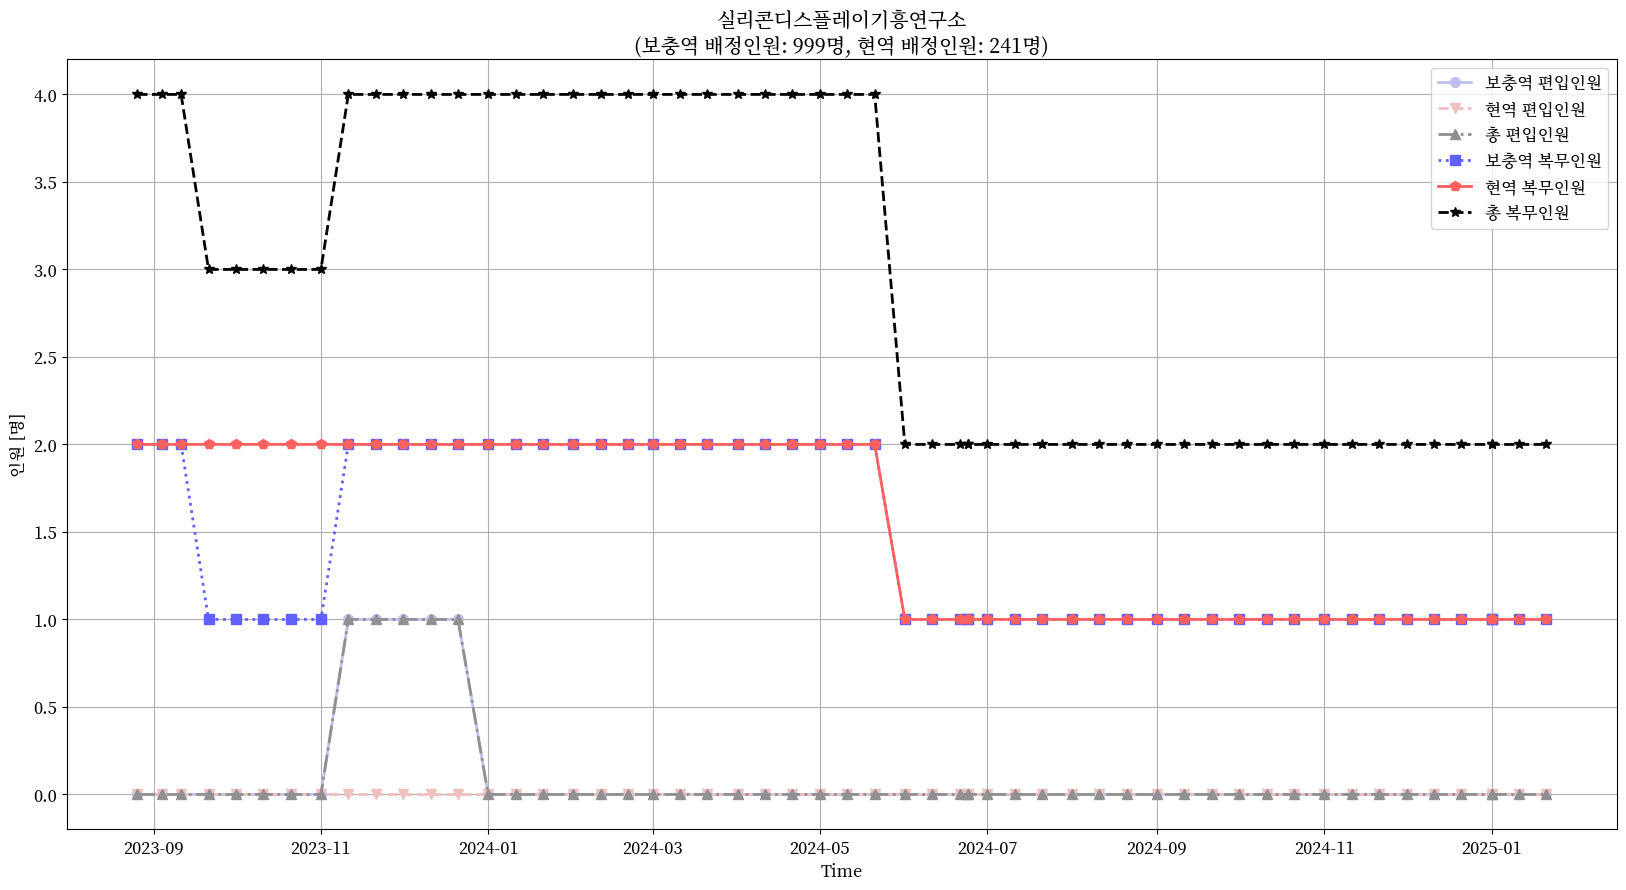 실리콘디스플레이기흥연구소
(보충역 배정인원: 999명, 현역 배정인원: 241명)
보충역 편입인원
현역 편입인원
총 편입인원
보충역 복무인원
현역 복무인원
총 복무인원
4.0
3.5
3.0
2.5
2.0
1.5
1.0
0.5
0.0
인원 [명]
2023-09 2023-11 2024-01 2024-03 2024-05 2024-07 2024-09 2024-11 2025-01
Time